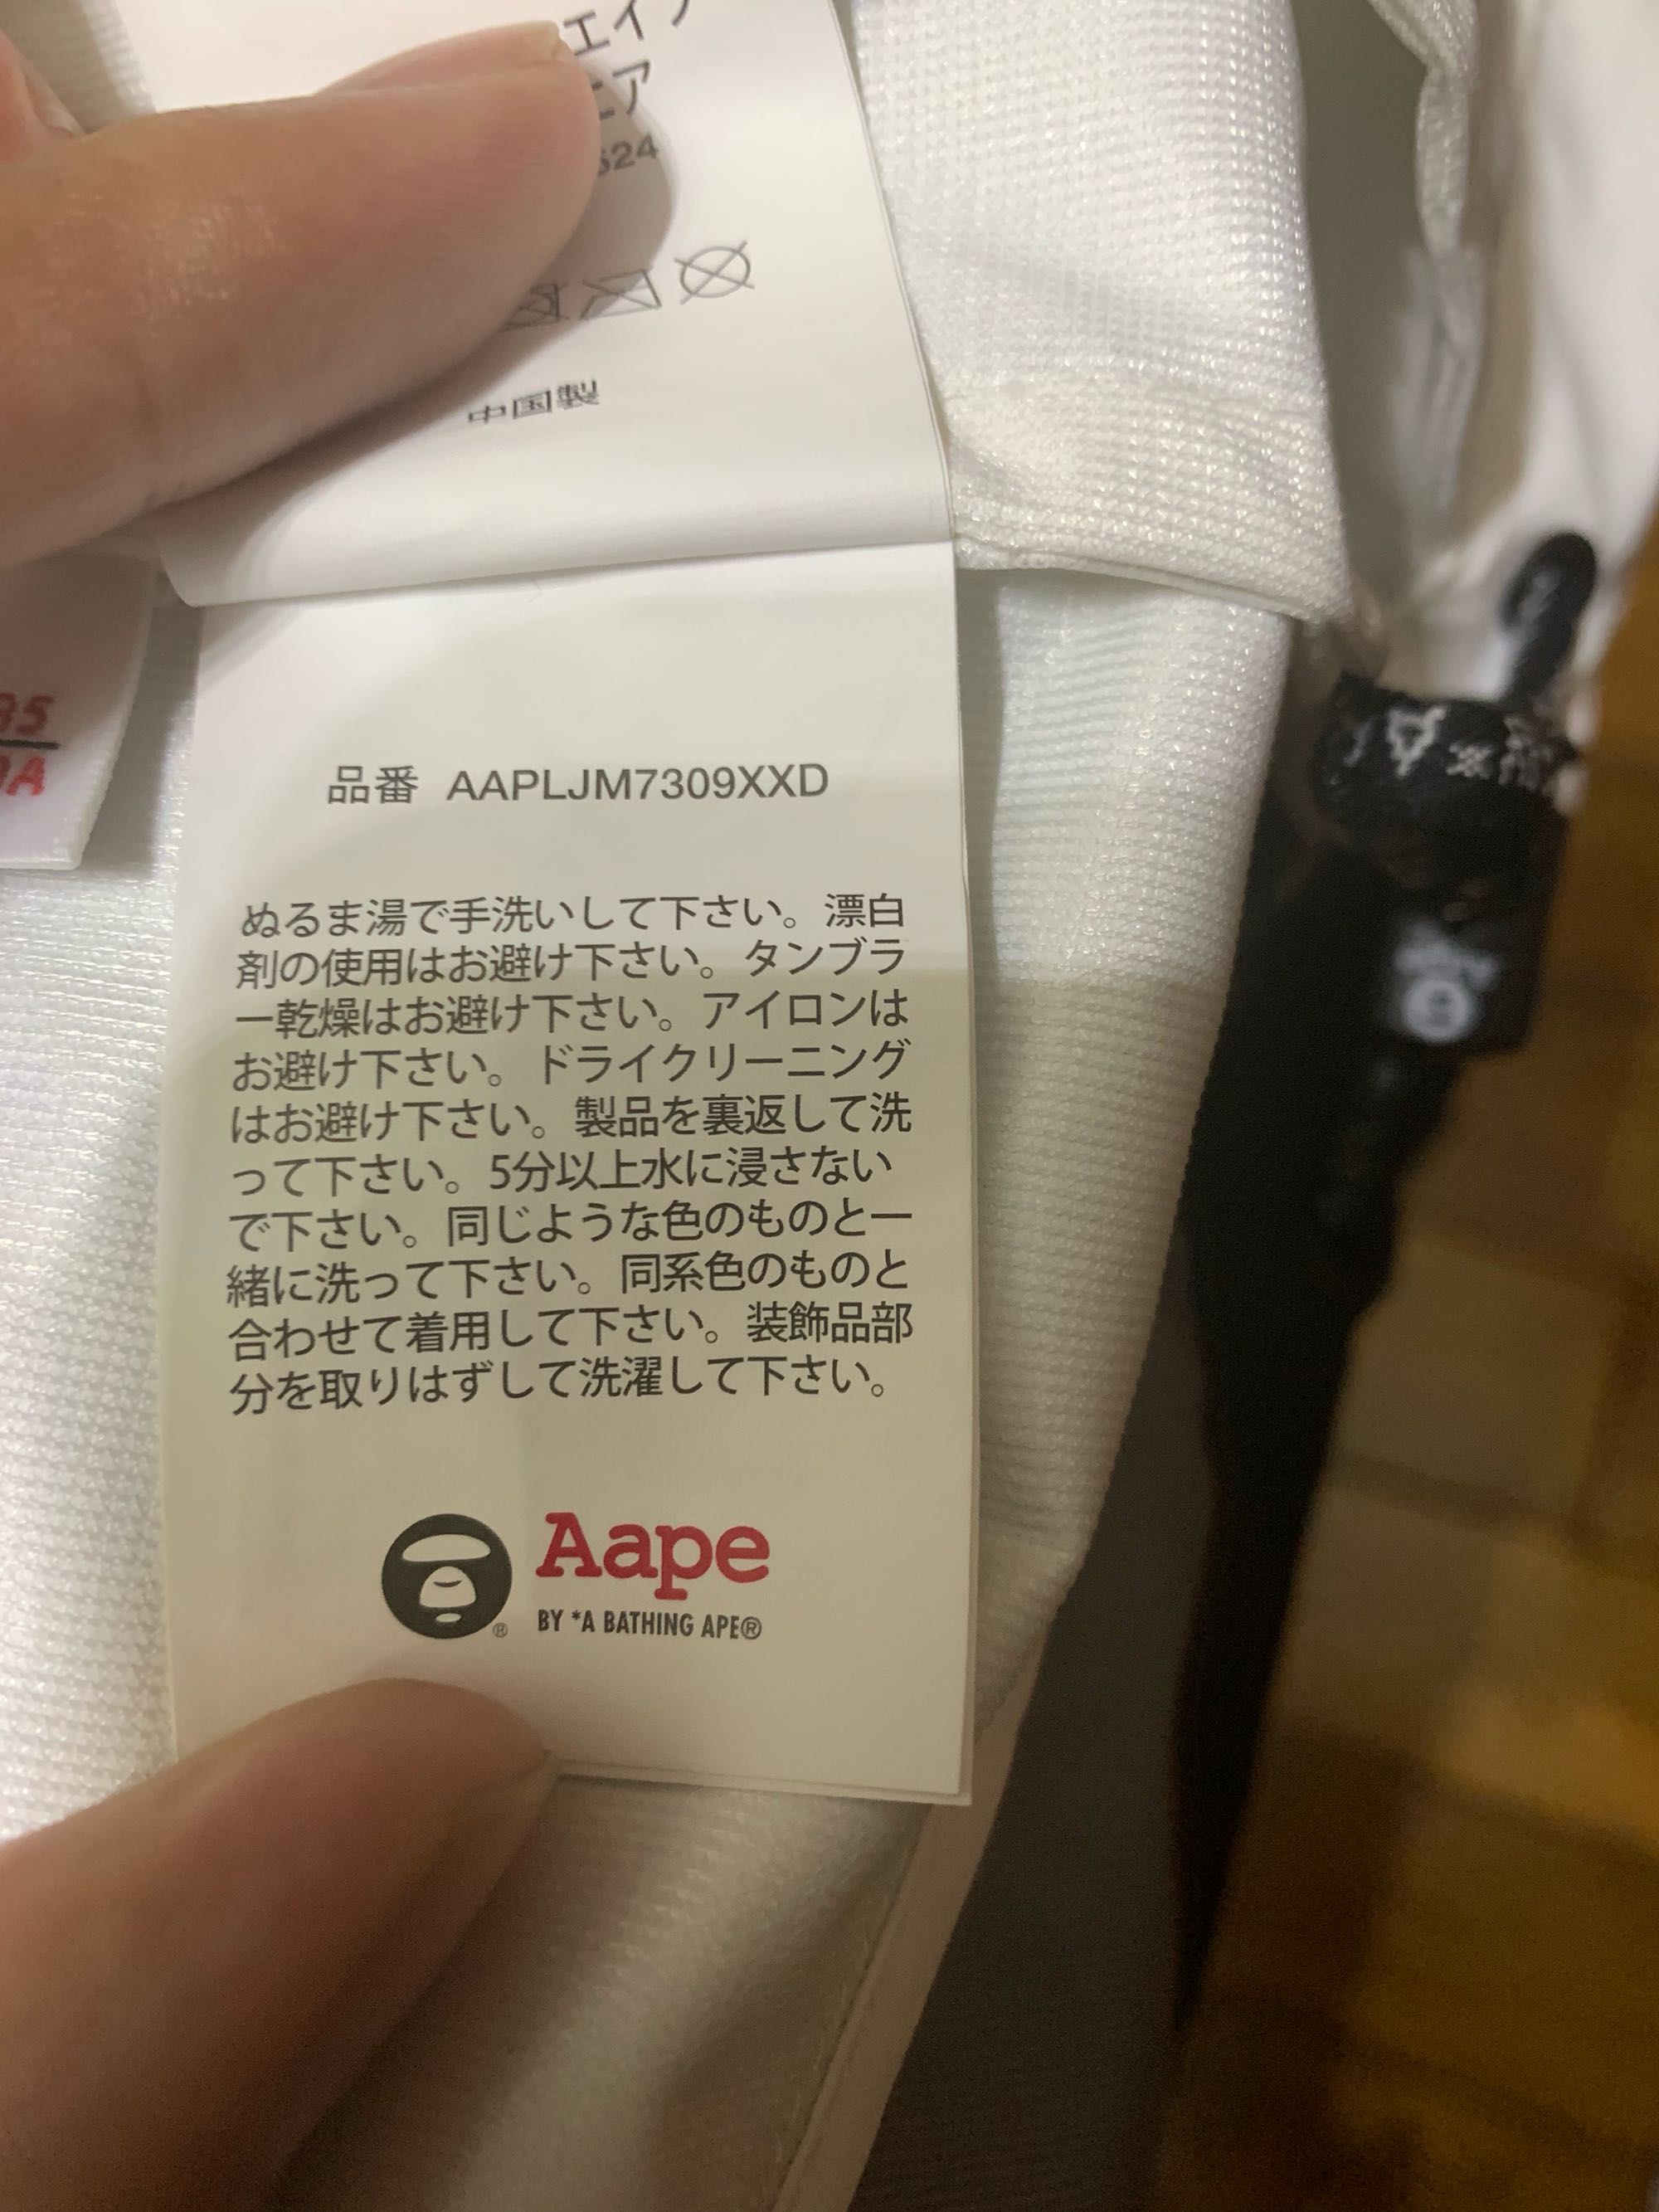 エイ
ニア
624
中国製
品番 AAPLJM7309XXD
ぬるま湯で手洗いして下さい。漂白
剤の使用はお避け下さい。タンブラ
ー乾燥はお避け下さい。アイロンは
お避け下さい。ドライクリーニング
はお避け下さい。製品を裏返して洗
って下さい。5分以上水に浸さない
で下さい。同じような色のものと一
緒に洗って下さい。同系色のものと
合わせて着用して下さい。装飾品部
分を取りはずして洗濯して下さい。
Aape
BY *A BATHING APE®